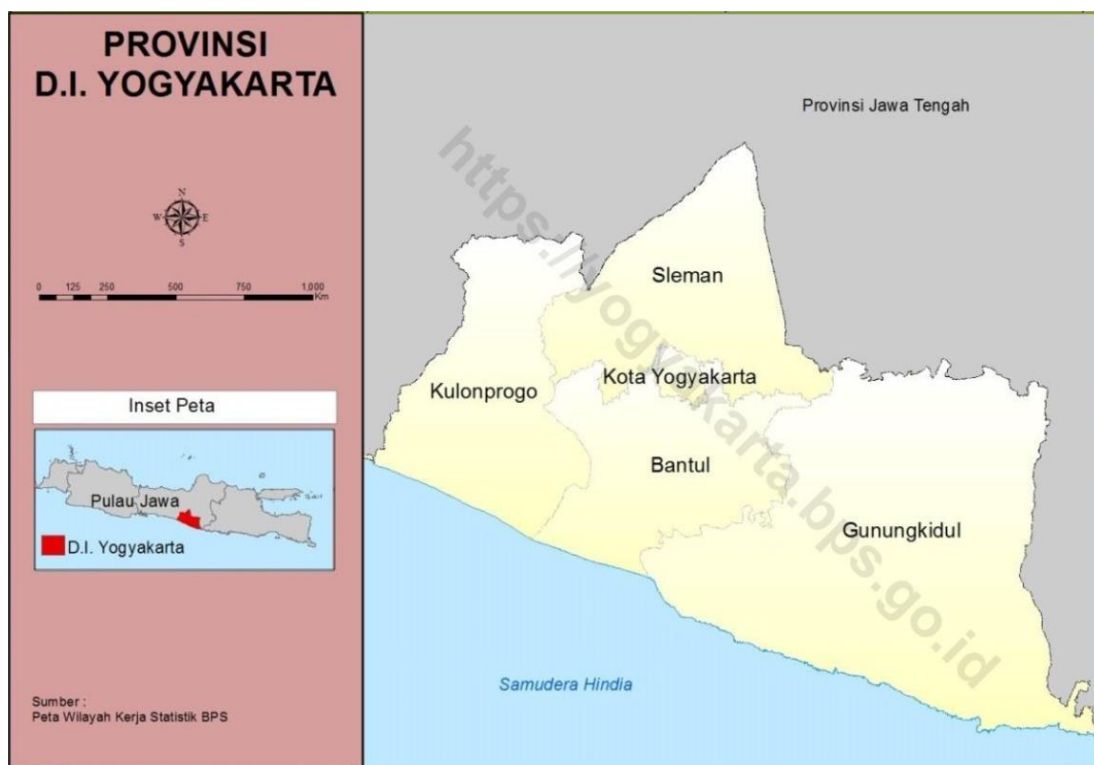 PROVINSI
D.I. YOGYAKARTA
N
W E
S
0 125 250 500 750 1,000
Km
Inset Peta
Pulau Jawa
D.I. Yogyakarta
Sumber :
Peta Wilayah Kerja Statistik BPS
Provinsi Jawa Tengah
Sleman
Kota Yogyakarta
Kulonprogo
Bantul
Gunungkidul
Samudera Hindia
https://yogyakarta.bps.go.id